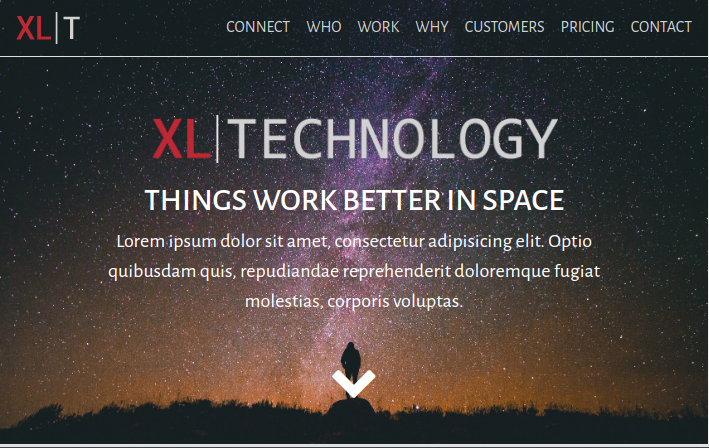 XL|T
CONNECT WHO WORK WHY CUSTOMERS PRICING CONTACT
XL|TECHNOLOGY
THINGS WORK BETTER IN SPACE
Lorem ipsum dolor sit amet, consectetur adipisicing elit. Optio
quibusdam quis, repudiandae reprehenderit doloremque fugiat
molestias, corporis voluptas.